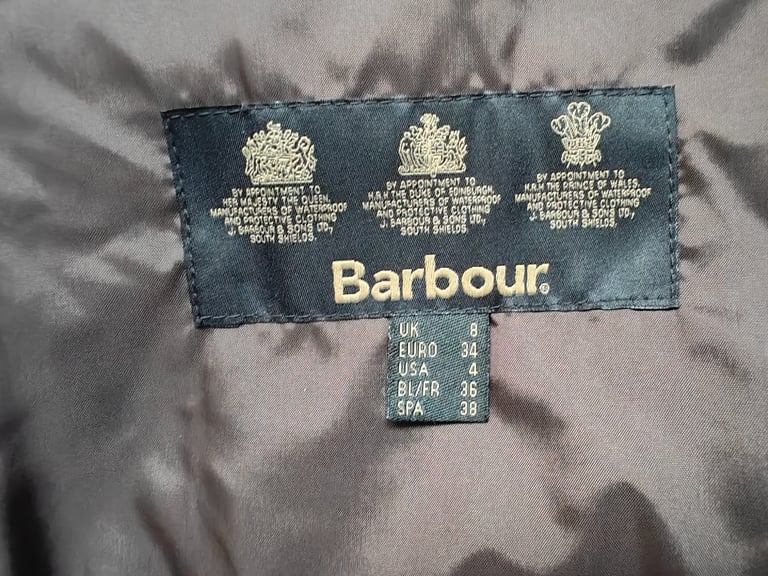 BY APPOINTMENT TO
HER MAJESTY THE QUEEN
MANUFACTURERS OF WATERPROOF
AND PROTECTIVE CLOTHING
J. BARBOUR & SONS LTD.,
SOUTH SHIELDS.
BY APPOINTMENT TO
H.R.H. THE DUKE OF EDINBURGH
MANUFACTURERS OF WATERPROOF
AND PROTECTIVE CLOTHING
J. BARBOUR & SONS LTD.,
SOUTH SHIELDS.
BY APPOINTMENT TO
H.R.H THE PRINCE OF WALES,
MANUFACTURERS OF WATERPROOF
AND PROTECTIVE CLOTHING
J. BARBOUR & SONS LTD,
SOUTH SHIELDS.
Barbour®
UK 8
EURO 34
USA 4
BL/FR 36
SPA 38